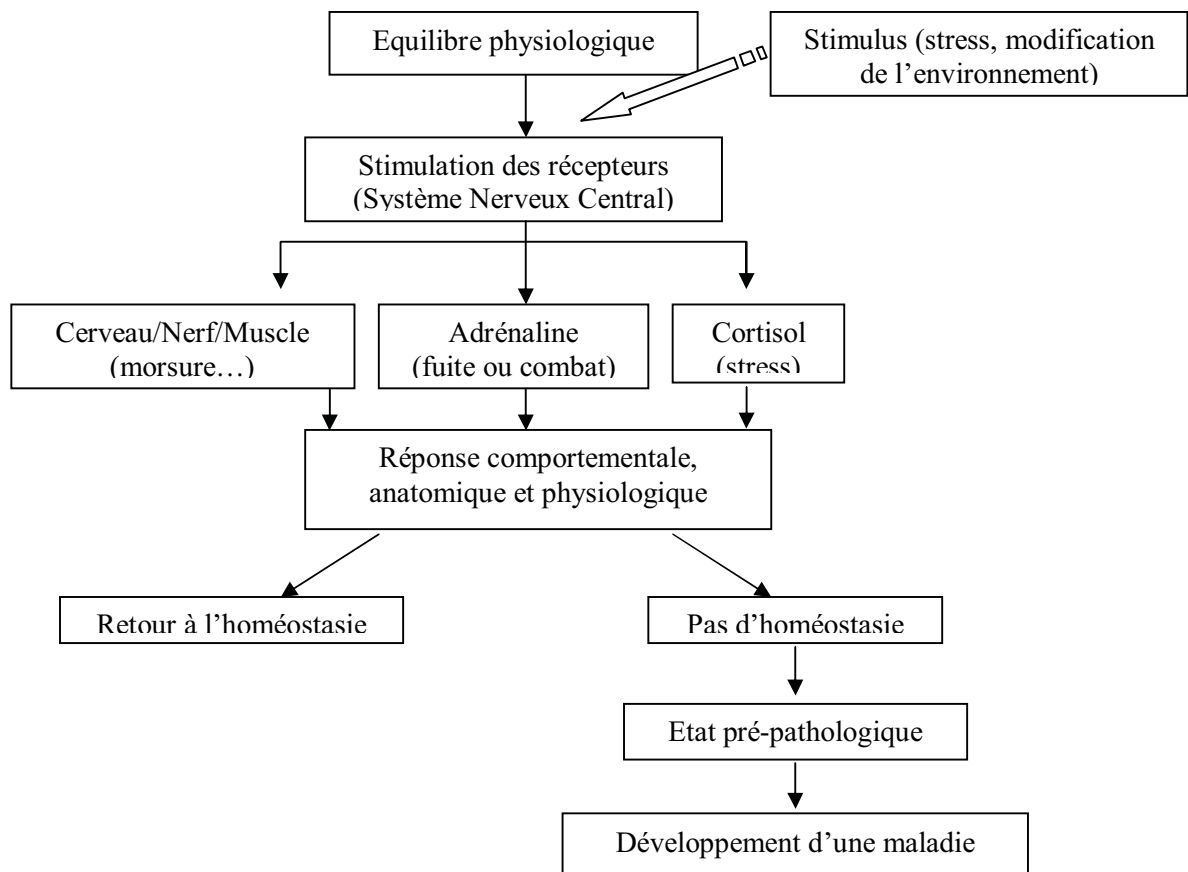 Equilibre physiologique
Stimulus (stress, modification
de l’environnement)
Stimulation des récepteurs
(Système Nerveux Central)
Cerveau/Nerf/Muscle
(morsure…)
Adrénaline
(fuite ou combat)
Cortisol
(stress)
Réponse comportementale,
anatomique et physiologique
Retour à l’homéostasie
Pas d’homéostasie
Etat pré-pathologique
Développement d’une maladie